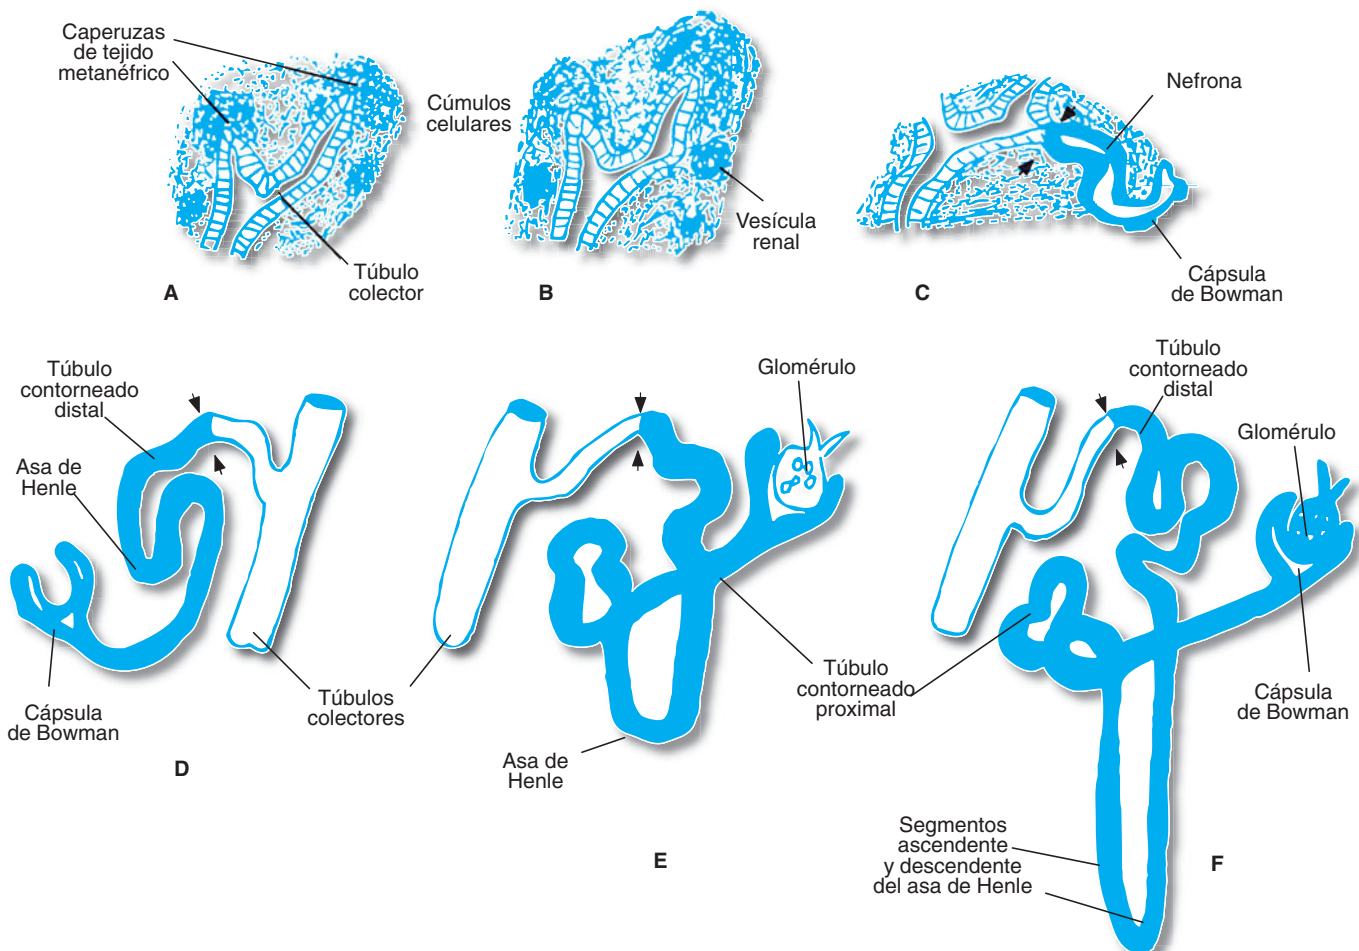 Caperuzas
de tejido
metanéfrico
Túbulo
colector
A
Cúmulos
celulares
Vesícula
renal
B
Nefrona
Cápsula
de Bowman
C
Túbulo
contorneado
distal
Asa de
Henle
Cápsula
de Bowman
D
Túbulos
colectores
Glomérulo
Túbulo
contorneado
proximal
Asa de
Henle
E
Túbulo
contorneado
distal
Glomérulo
Cápsula
de Bowman
Segmentos
ascendente
y descendente
del asa de Henle
F